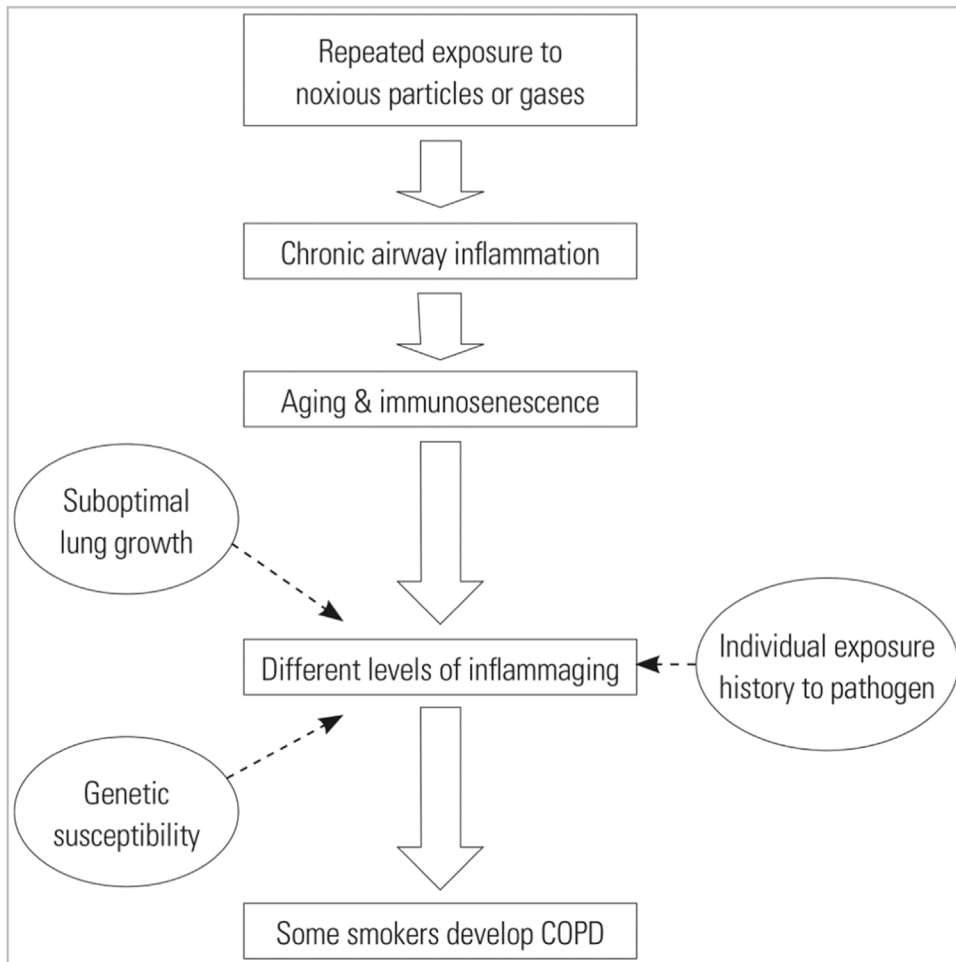 Repeated exposure to
noxious particles or gases
Chronic airway inflammation
Aging & immunosenescence
Suboptimal
lung growth
Different levels of inflammaging
Individual exposure
history to pathogen
Genetic
susceptibility
Some smokers develop COPD